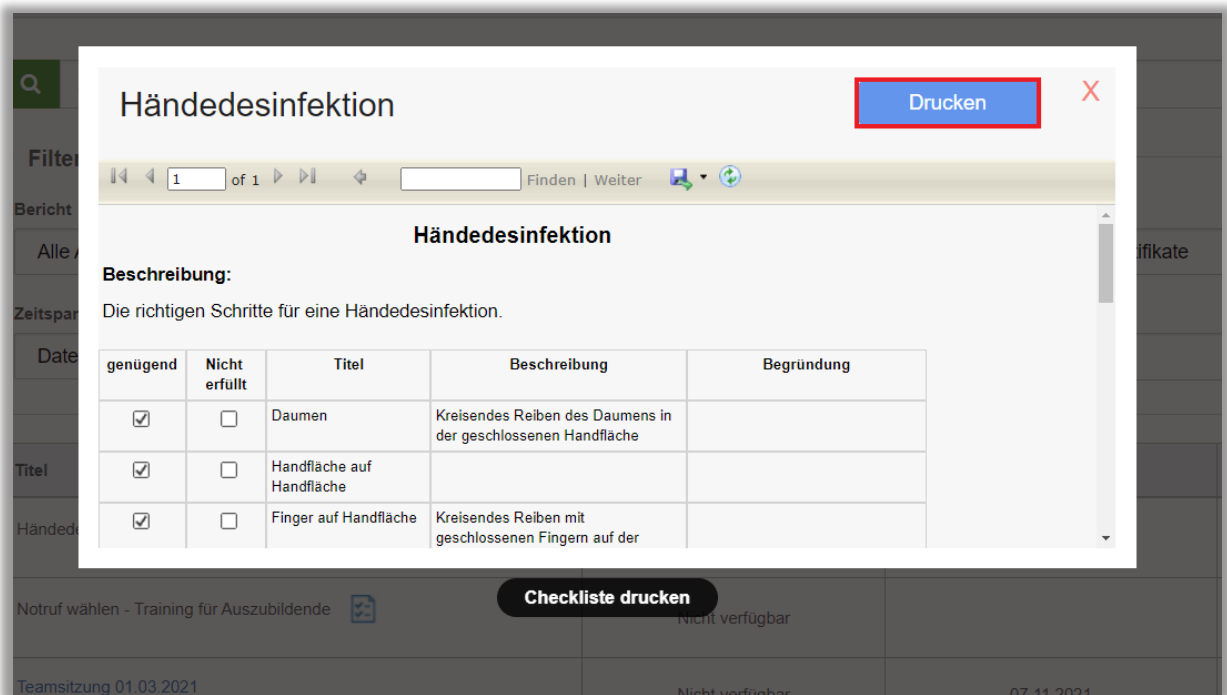 Händedesinfektion
Drucken
X
Filter
1 of 1
Finden | Weiter
Bericht
Alle
ifikate
Händedesinfektion
Beschreibung:
Die richtigen Schritte für eine Händedesinfektion.
Zeitspan
Date
genügend
Nicht erfüllt
Titel
Beschreibung
Begründung
Daumen
Kreisendes Reiben des Daumens in
der geschlossenen Handfläche
Handfläche auf
Handfläche
Finger auf Handfläche
Kreisendes Reiben mit
geschlossenen Fingern auf der
Titel
Händede
Checkliste drucken
Notruf wählen - Training für Auszubildende
Nicht verfügbar
Teamsitzung 01.03.2021
Nicht verfügbar
07.11.2021